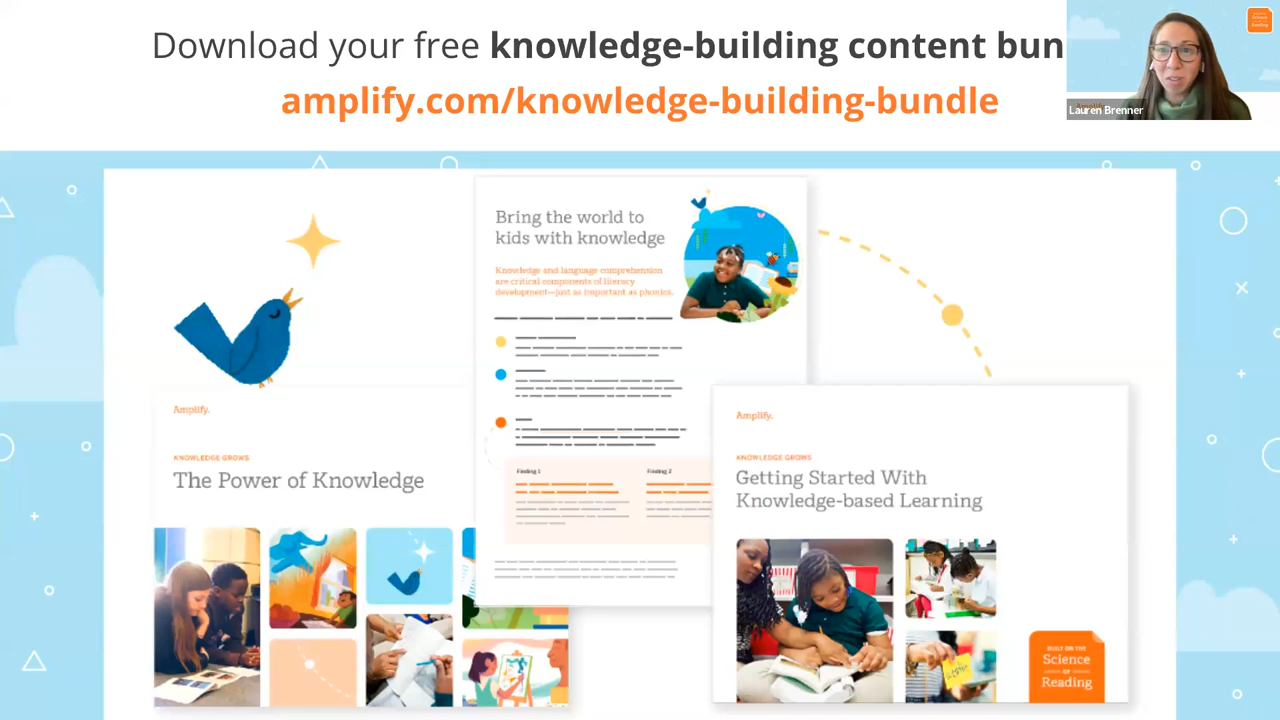 Download your free knowledge-building content bun
amplify.com/knowledge-building-bundle
Science
Reading
Lauren Brenner
Bring the world to
kids with knowledge
Knowledge and language comprehension
are critical components of literacy
development—just as important as phonics.
Finding 1
Finding 2
Amplify.
KNOWLEDGE GROWS
The Power of Knowledge
Amplify.
KNOWLEDGE GROWS
Getting Started With
Knowledge-based Learning
BUILT ON THE
Science
OF
Reading